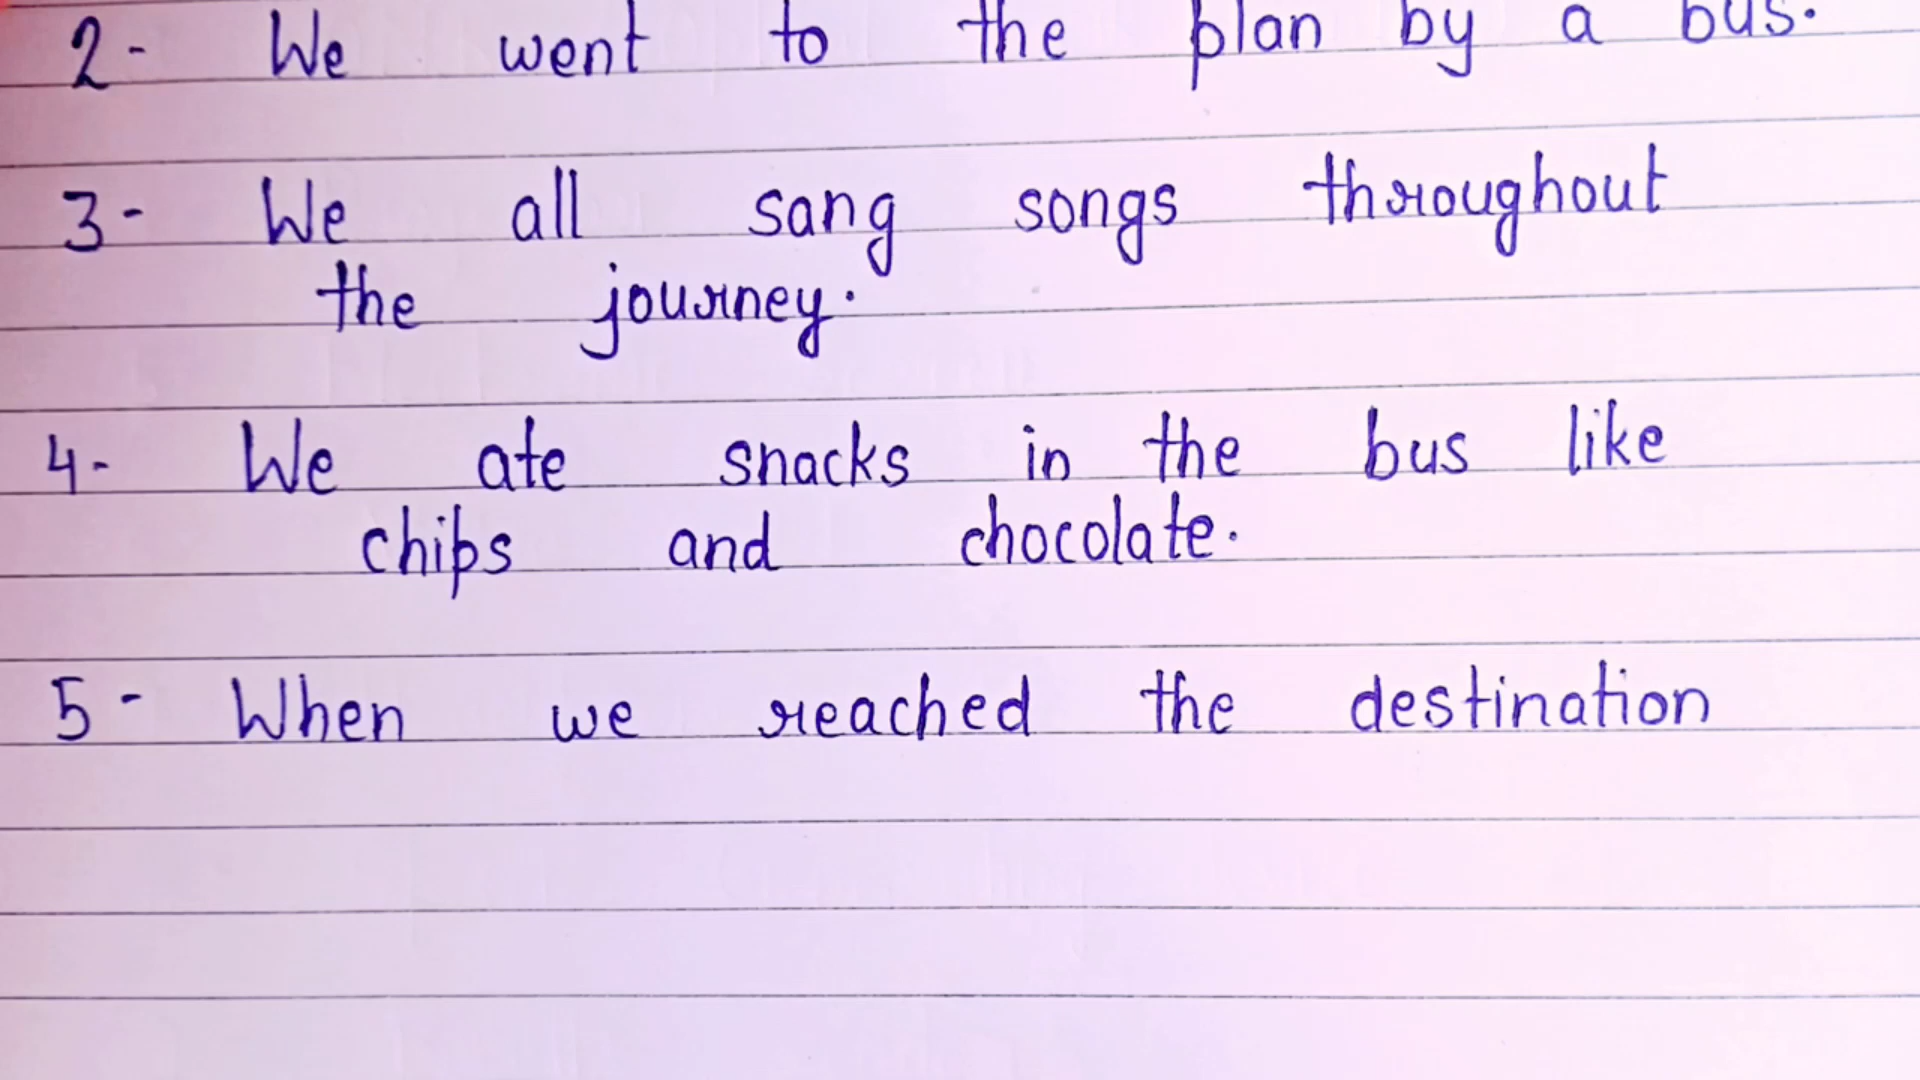 2- We went to the plan by a bus.
3- We all sang songs throughout
the journey.
4- We ate snacks in the bus like
chips and chocolate.
5- When we reached the destination